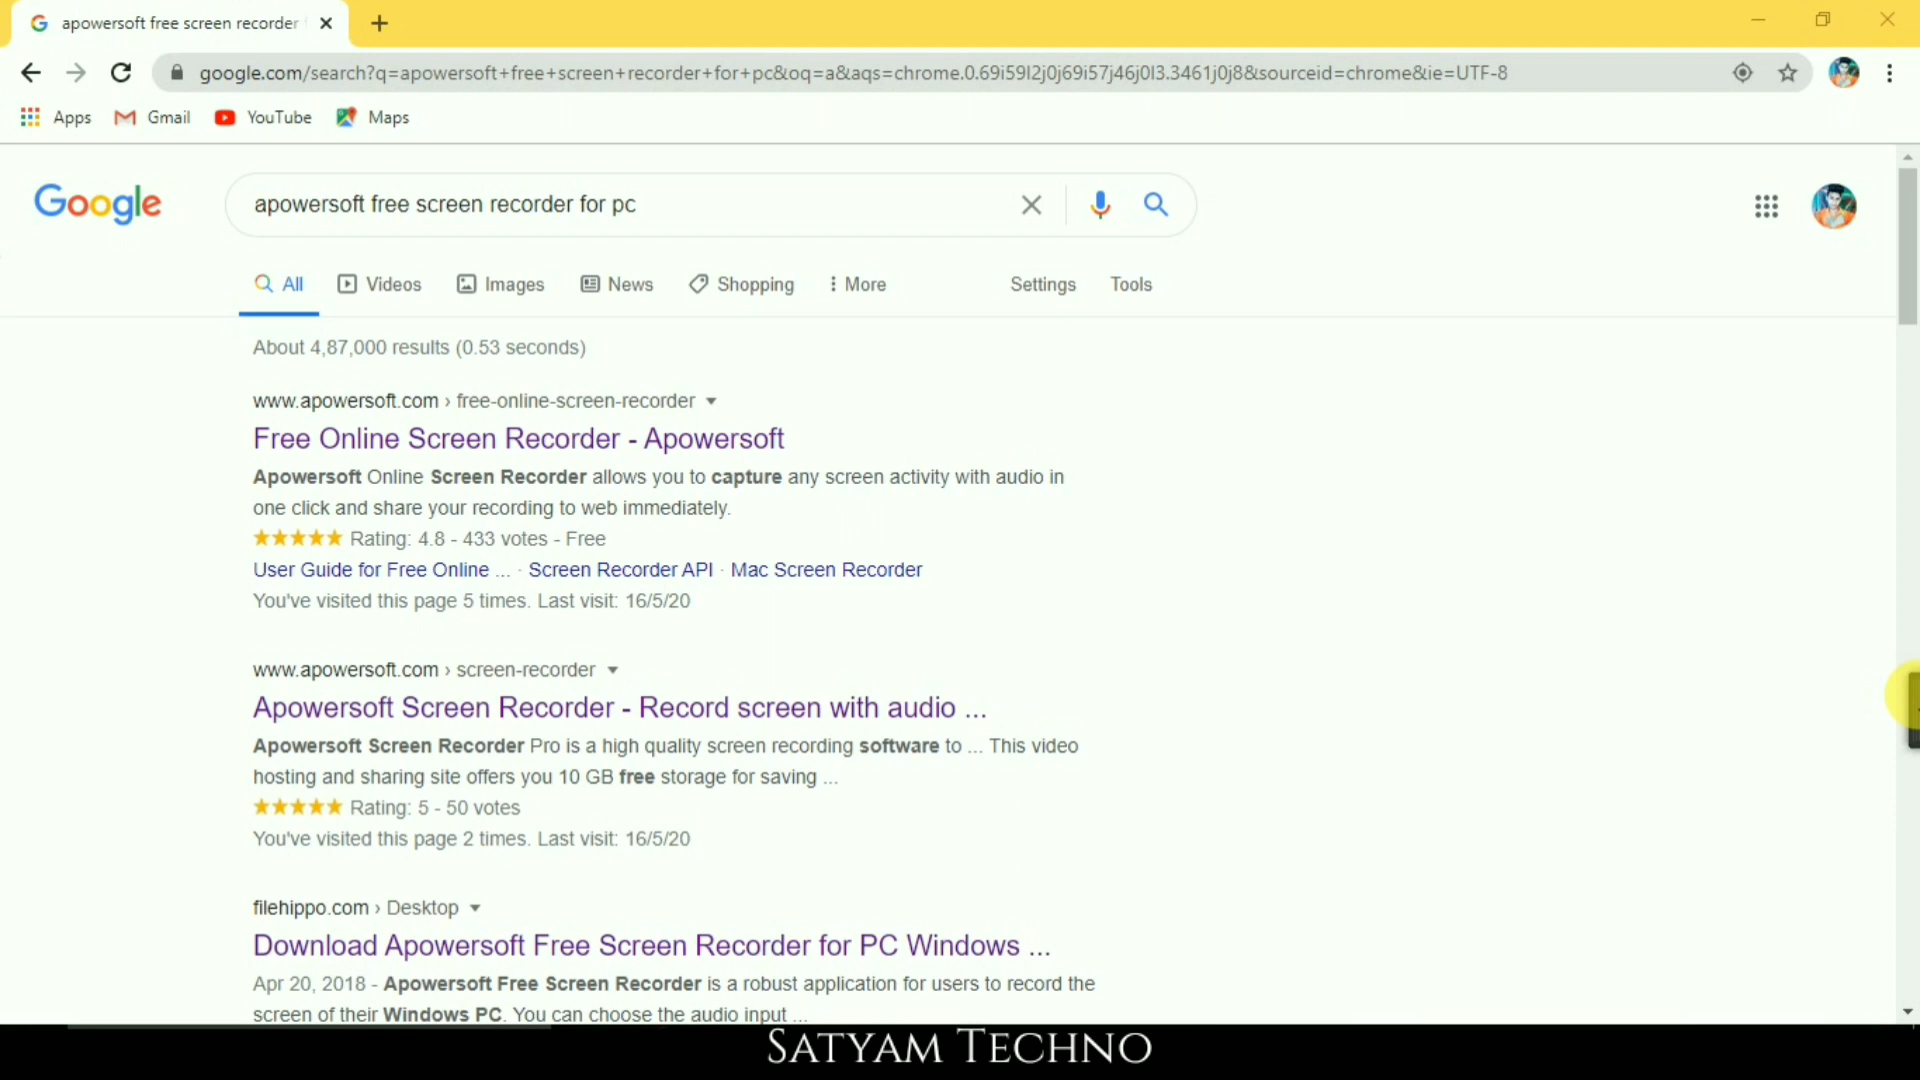 apowersoft free screen recorder
google.com/search?q=apowersoft+free+screen+recorder+for+pc&oq=a&aqs=chrome.0.69i59l2j0j69i57j46j0l3.3461j0j8&sourceid=chrome&ie=UTF-8
Apps Gmail YouTube Maps
Google apowersoft free screen recorder for pc
All Videos Images News Shopping More Settings Tools
About 4,87,000 results (0.53 seconds)
www.apowersoft.com › free-online-screen-recorder
Free Online Screen Recorder - Apowersoft
Apowersoft Online Screen Recorder allows you to capture any screen activity with audio in
one click and share your recording to web immediately.
Rating: 4.8 - 433 votes - Free
User Guide for Free Online ... · Screen Recorder API · Mac Screen Recorder
You've visited this page 5 times. Last visit: 16/5/20
www.apowersoft.com › screen-recorder
Apowersoft Screen Recorder - Record screen with audio ...
Apowersoft Screen Recorder Pro is a high quality screen recording software to ... This video
hosting and sharing site offers you 10 GB free storage for saving ...
Rating: 5 - 50 votes
You've visited this page 2 times. Last visit: 16/5/20
filehippo.com › Desktop
Download Apowersoft Free Screen Recorder for PC Windows ...
Apr 20, 2018 - Apowersoft Free Screen Recorder is a robust application for users to record the
screen of their Windows PC. You can choose the audio input ...
Satyam Techno